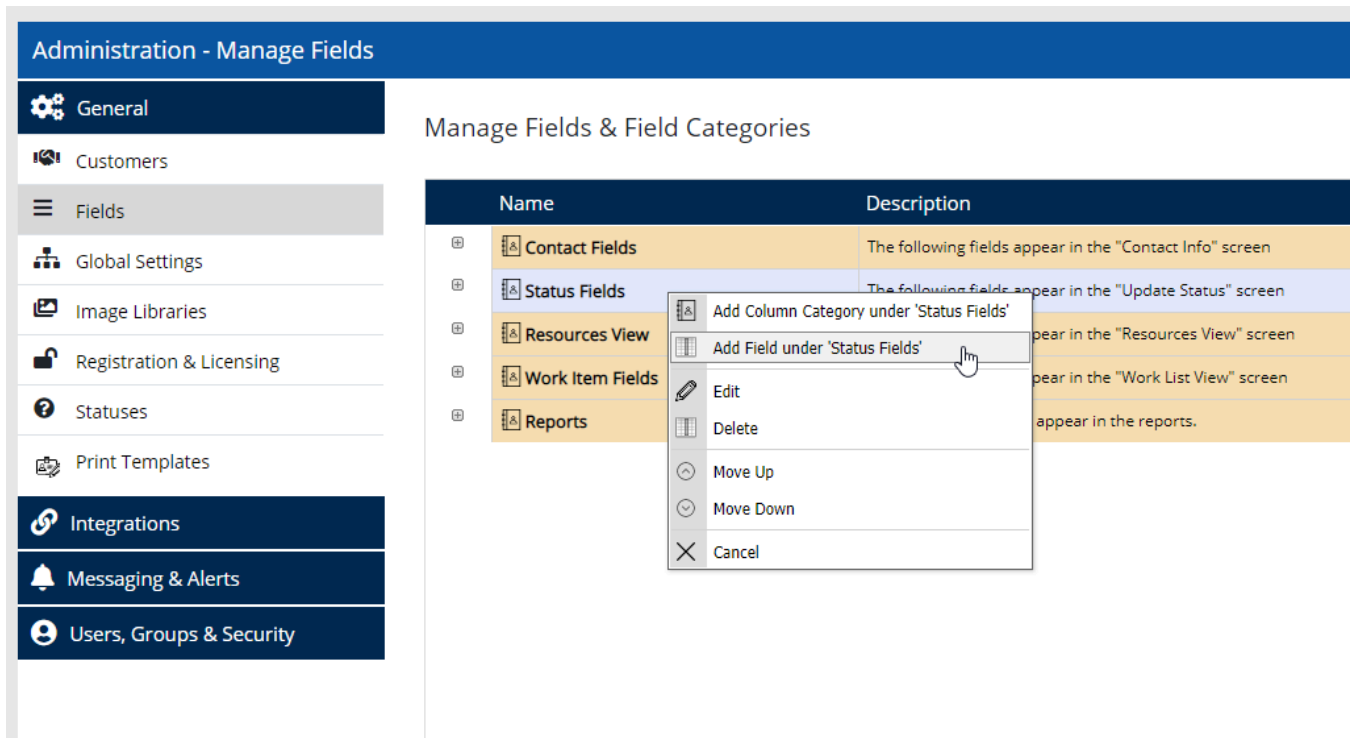 Administration - Manage Fields
General
Customers
Fields
Global Settings
Image Libraries
Registration & Licensing
Statuses
Print Templates
Integrations
Messaging & Alerts
Users, Groups & Security
Manage Fields & Field Categories
Name Description
Contact Fields The following fields appear in the "Contact Info" screen
Status Fields The following fields appear in the "Update Status" screen
Resources View pear in the "Resources View" screen
Work Item Fields pear in the "Work List View" screen
Reports appear in the reports.
Add Column Category under 'Status Fields'
Add Field under 'Status Fields'
Edit
Delete
Move Up
Move Down
Cancel